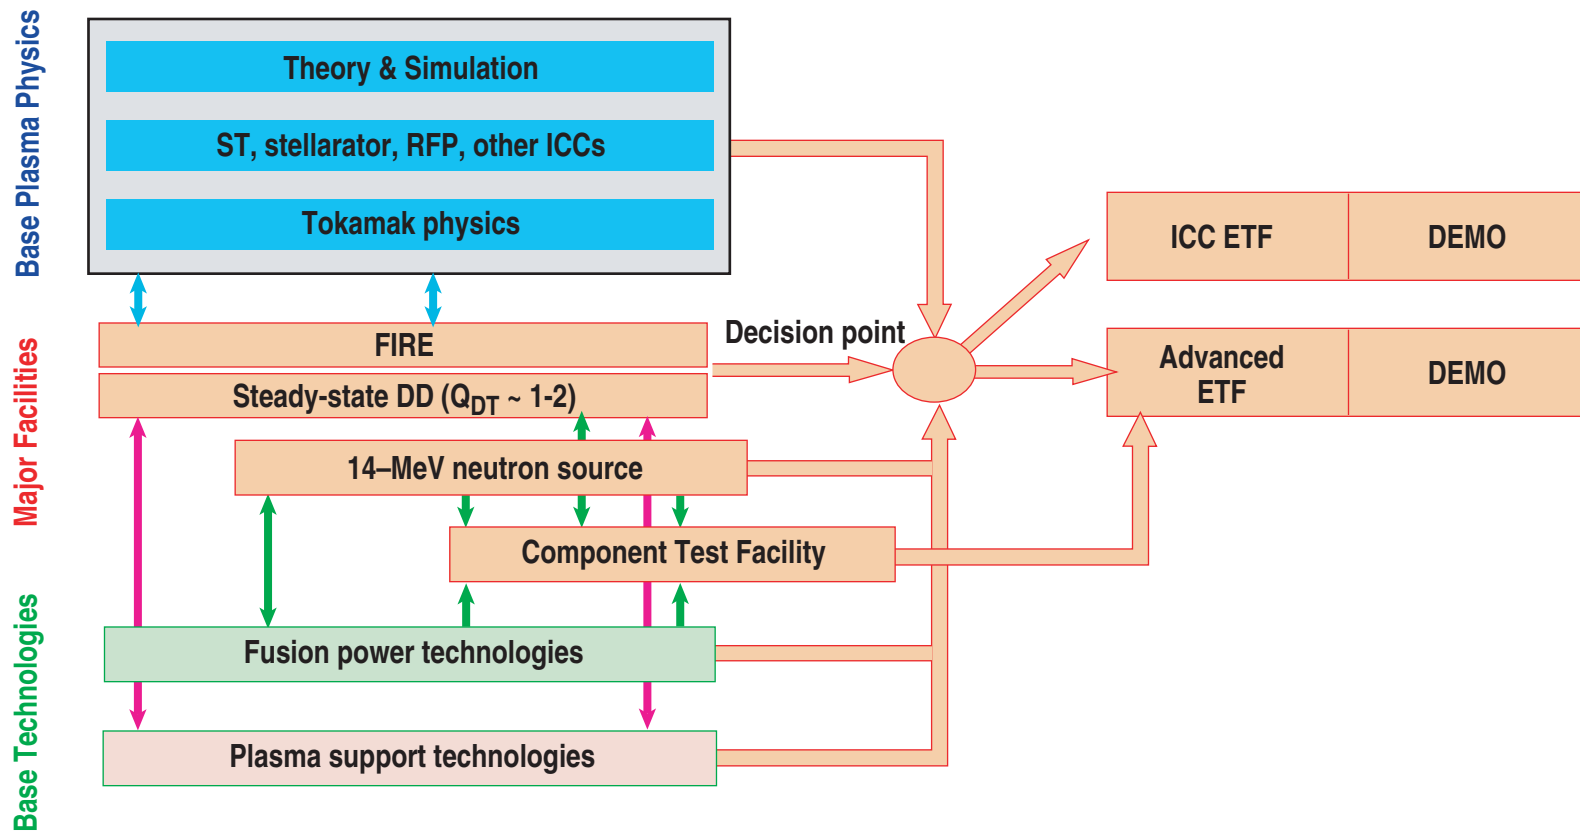 Base Plasma Physics
Theory & Simulation
ST, stellarator, RFP, other ICCs
Tokamak physics
Major Facilities
FIRE
Steady-state DD (Q_DT ~ 1-2)
14–MeV neutron source
Component Test Facility
Decision point
ICC ETF
DEMO
Advanced
ETF
DEMO
Base Technologies
Fusion power technologies
Plasma support technologies